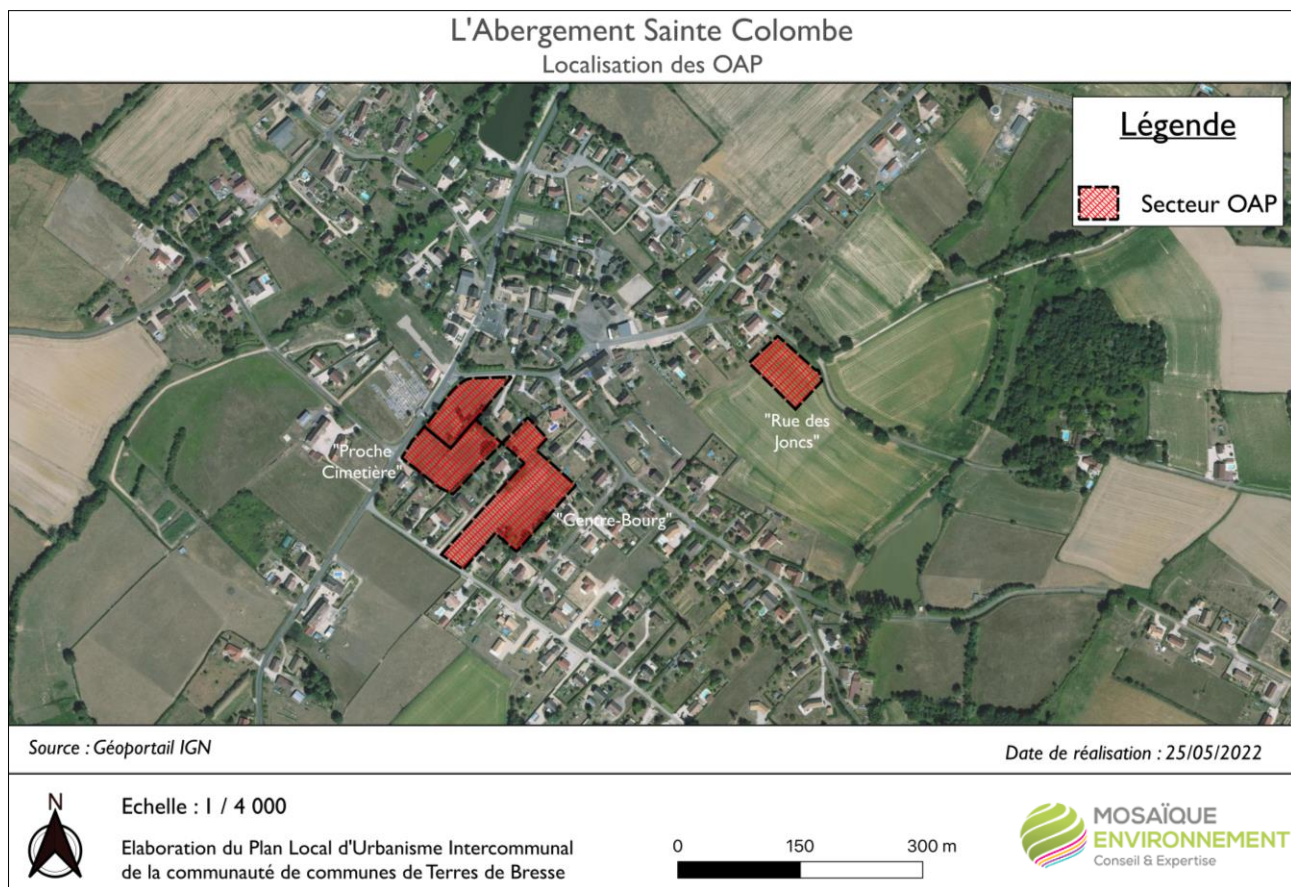 L'Abergement Sainte Colombe
Localisation des OAP
Légende
Secteur OAP
"Rue des
Joncs"
"Proche
Cimetière"
"Centre-Bourg"
Source : Géoportail IGN
Date de réalisation : 25/05/2022
N
Echelle : 1 / 4 000
Elaboration du Plan Local d'Urbanisme Intercommunal
de la communauté de communes de Terres de Bresse
0 150 300 m
MOSAÏQUE
ENVIRONNEMENT
Conseil & Expertise